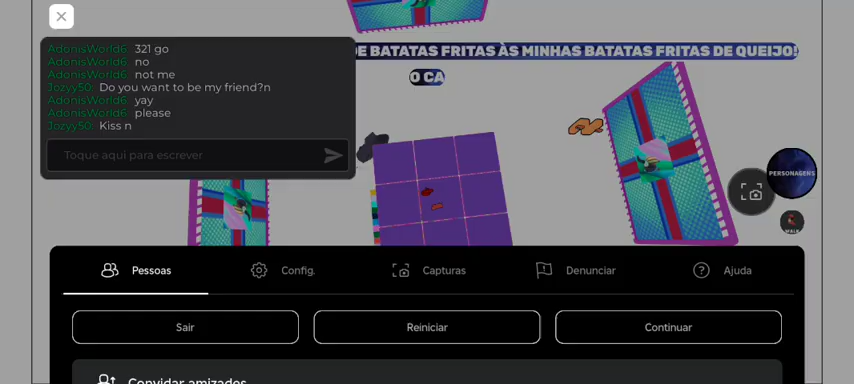 AdonisWorld6: 321 go
AdonisWorld6: no
AdonisWorld6: not me
Jozyy50: Do you want to be my friend?n
AdonisWorld6: yay
AdonisWorld6: please
Jozyy50: Kiss n
Toque aqui para escrever
DE BATATAS FRITAS ÀS MINHAS BATATAS FRITAS DE QUEIJO!
O CA
PERSONAGENS
WALK
Pessoas
Config.
Capturas
Denunciar
Ajuda
Sair
Reiniciar
Continuar
Convidar amizades